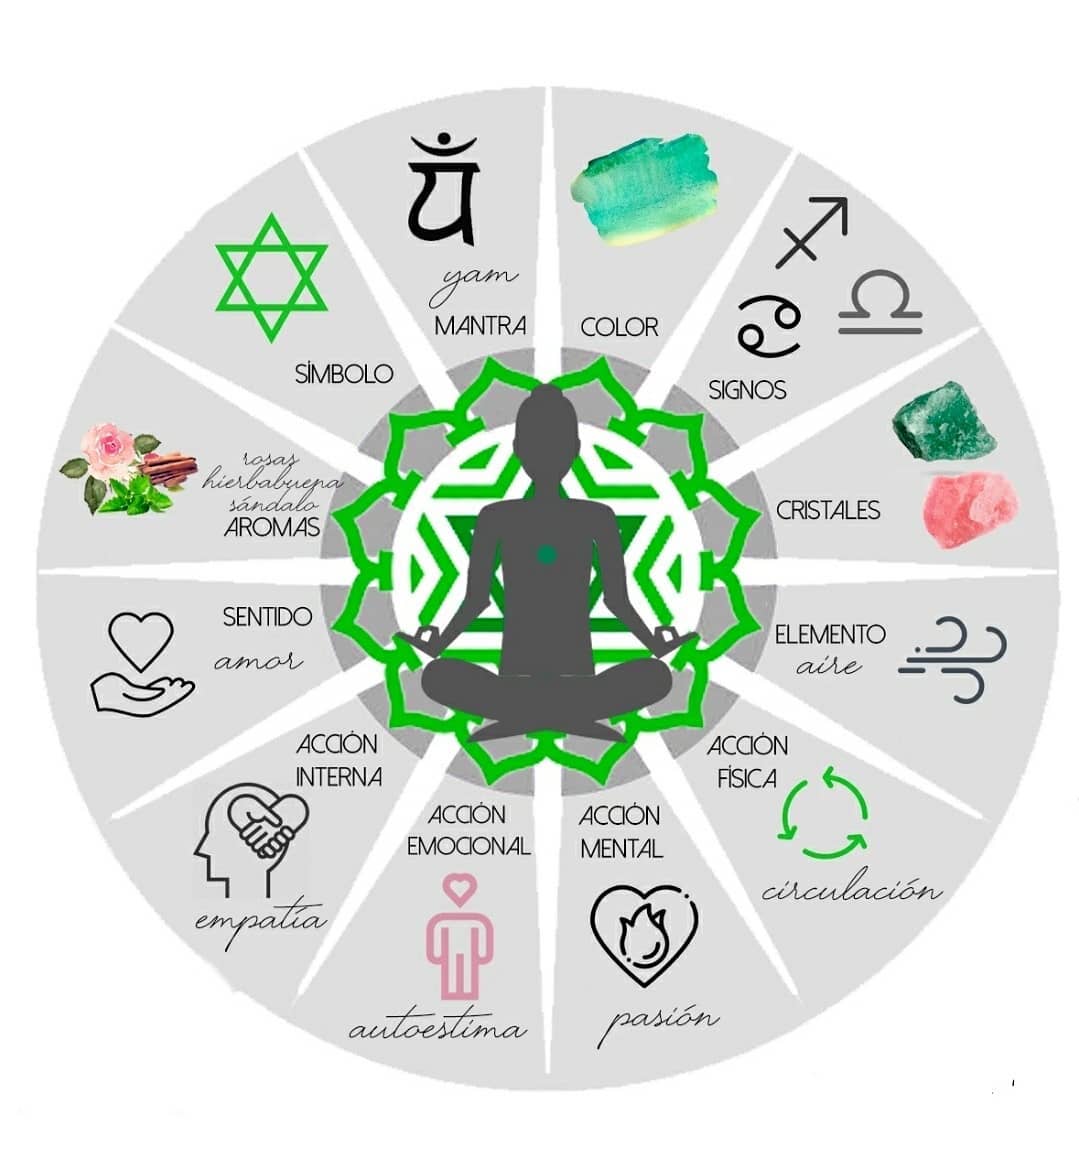 यं
yam
MANTRA
COLOR
SIGNOS
CRISTALES
ELEMENTO
aire
ACCIÓN
FÍSICA
circulación
ACCIÓN
MENTAL
pasión
ACCIÓN
EMOCIONAL
autoestima
ACCIÓN
INTERNA
empatía
SENTIDO
amor
rosas
hierbabuena
sándalo
AROMAS
SÍMBOLO